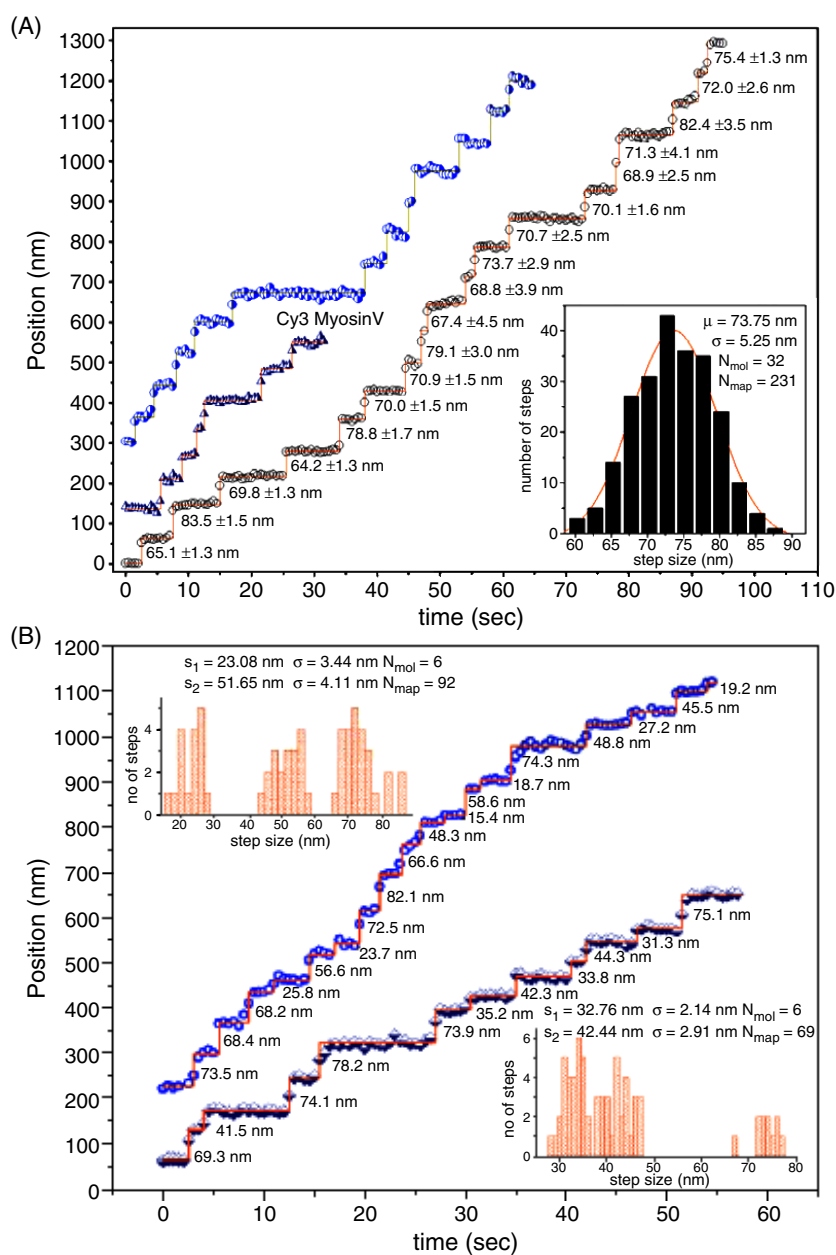 (A)
1300
1200
1100
1000
900
800
700
600
500
400
300
200
100
0
Position (nm)
75.4 ±1.3 nm
72.0 ±2.6 nm
82.4 ±3.5 nm
71.3 ±4.1 nm
68.9 ±2.5 nm
70.1 ±1.6 nm
70.7 ±2.5 nm
73.7 ±2.9 nm
68.8 ±3.9 nm
Cy3 MyosinV
67.4 ±4.5 nm
79.1 ±3.0 nm
70.9 ±1.5 nm
70.0 ±1.5 nm
78.8 ±1.7 nm
64.2 ±1.3 nm
69.8 ±1.3 nm
83.5 ±1.5 nm
65.1 ±1.3 nm
μ = 73.75 nm
σ = 5.25 nm
Nmol = 32
Nmap = 231
number of steps
40
30
20
10
0
60 65 70 75 80 85 90
step size (nm)
0 10 20 30 40 50 60 70 80 90 100 110
time (sec)
(B)
1200
1100
1000
900
800
700
600
500
400
300
200
100
0
Position (nm)
s1 = 23.08 nm σ = 3.44 nm Nmol = 6
s2 = 51.65 nm σ = 4.11 nm Nmap = 92
no of steps
4
2
0
20 30 40 50 60 70 80
step size (nm)
19.2 nm
45.5 nm
27.2 nm
48.8 nm
74.3 nm
18.7 nm
58.6 nm
15.4 nm
48.3 nm
66.6 nm
82.1 nm
72.5 nm
23.7 nm
56.6 nm
25.8 nm
68.2 nm
68.4 nm
73.5 nm
75.1 nm
31.3 nm
44.3 nm
33.8 nm
42.3 nm
35.2 nm
73.9 nm
78.2 nm
74.1 nm
41.5 nm
69.3 nm
s1 = 32.76 nm σ = 2.14 nm Nmol = 6
s2 = 42.44 nm σ = 2.91 nm Nmap = 69
no of steps
6
4
2
0
30 40 50 60 70 80
step size (nm)
0 10 20 30 40 50 60
time (sec)